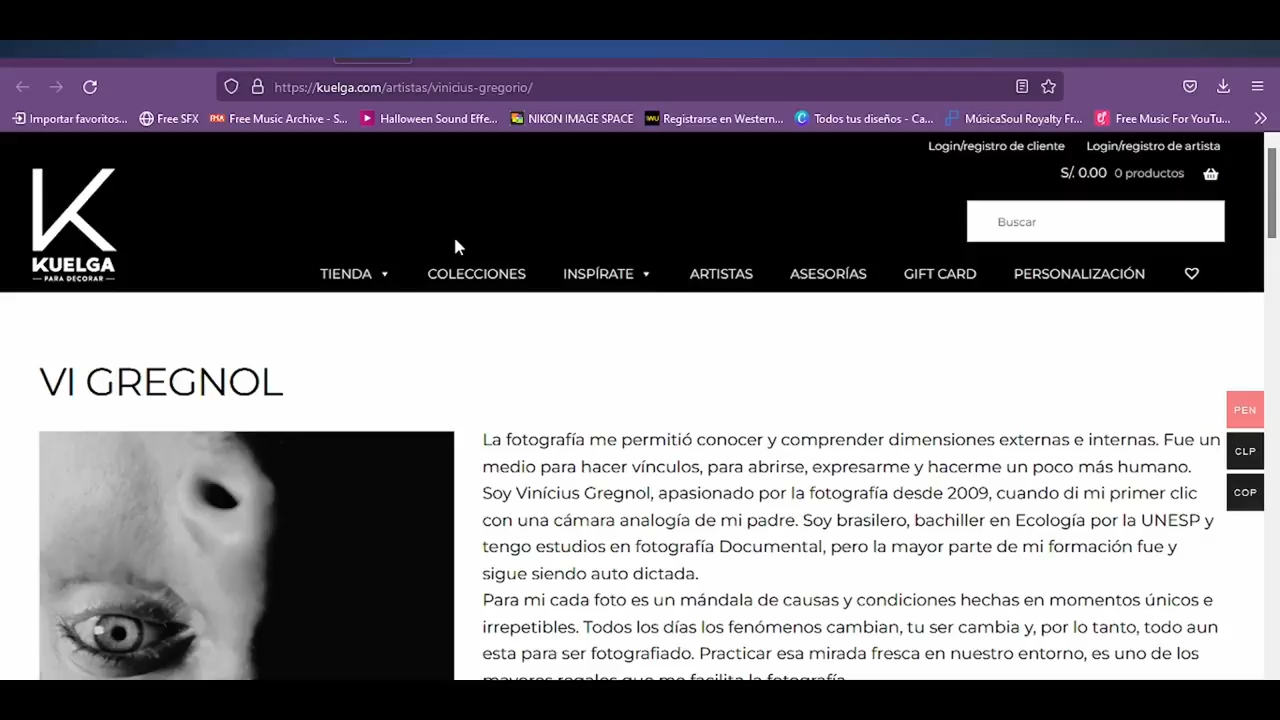 https://kuelga.com/artistas/vinicius-gregorio/
Importar favoritos...
Free SFX
FMA
Free Music Archive - S...
Halloween Sound Effe...
NIKON IMAGE SPACE
WU
Registrarse en Western...
Todos tus diseños - Ca...
MúsicaSoul Royalty Fr...
Free Music For YouTu...
Login/registro de cliente
Login/registro de artista
S/. 0.00 0 productos
Buscar
K
KUELGA
PARA DECORAR
TIENDA
COLECCIONES
INSPÍRATE
ARTISTAS
ASESORÍAS
GIFT CARD
PERSONALIZACIÓN
VI GREGNOL
La fotografía me permitió conocer y comprender dimensiones externas e internas. Fue un
medio para hacer vínculos, para abrirse, expresarme y hacerme un poco más humano.
Soy Vinícius Gregnol, apasionado por la fotografía desde 2009, cuando di mi primer clic
con una cámara analogía de mi padre. Soy brasilero, bachiller en Ecología por la UNESP y
tengo estudios en fotografía Documental, pero la mayor parte de mi formación fue y
sigue siendo auto dictada.
Para mi cada foto es un mándala de causas y condiciones hechas en momentos únicos e
irrepetibles. Todos los días los fenómenos cambian, tu ser cambia y, por lo tanto, todo aun
esta para ser fotografiado. Practicar esa mirada fresca en nuestro entorno, es uno de los
mayores regalos que me facilita la fotografía.
PEN
CLP
COP